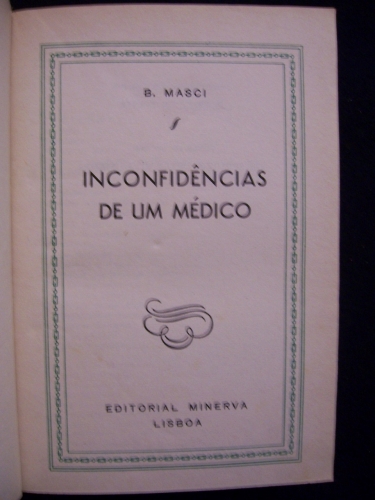 B. MASCI
INCONFIDÊNCIAS
DE UM MÉDICO
EDITORIAL MINERVA
LISBOA